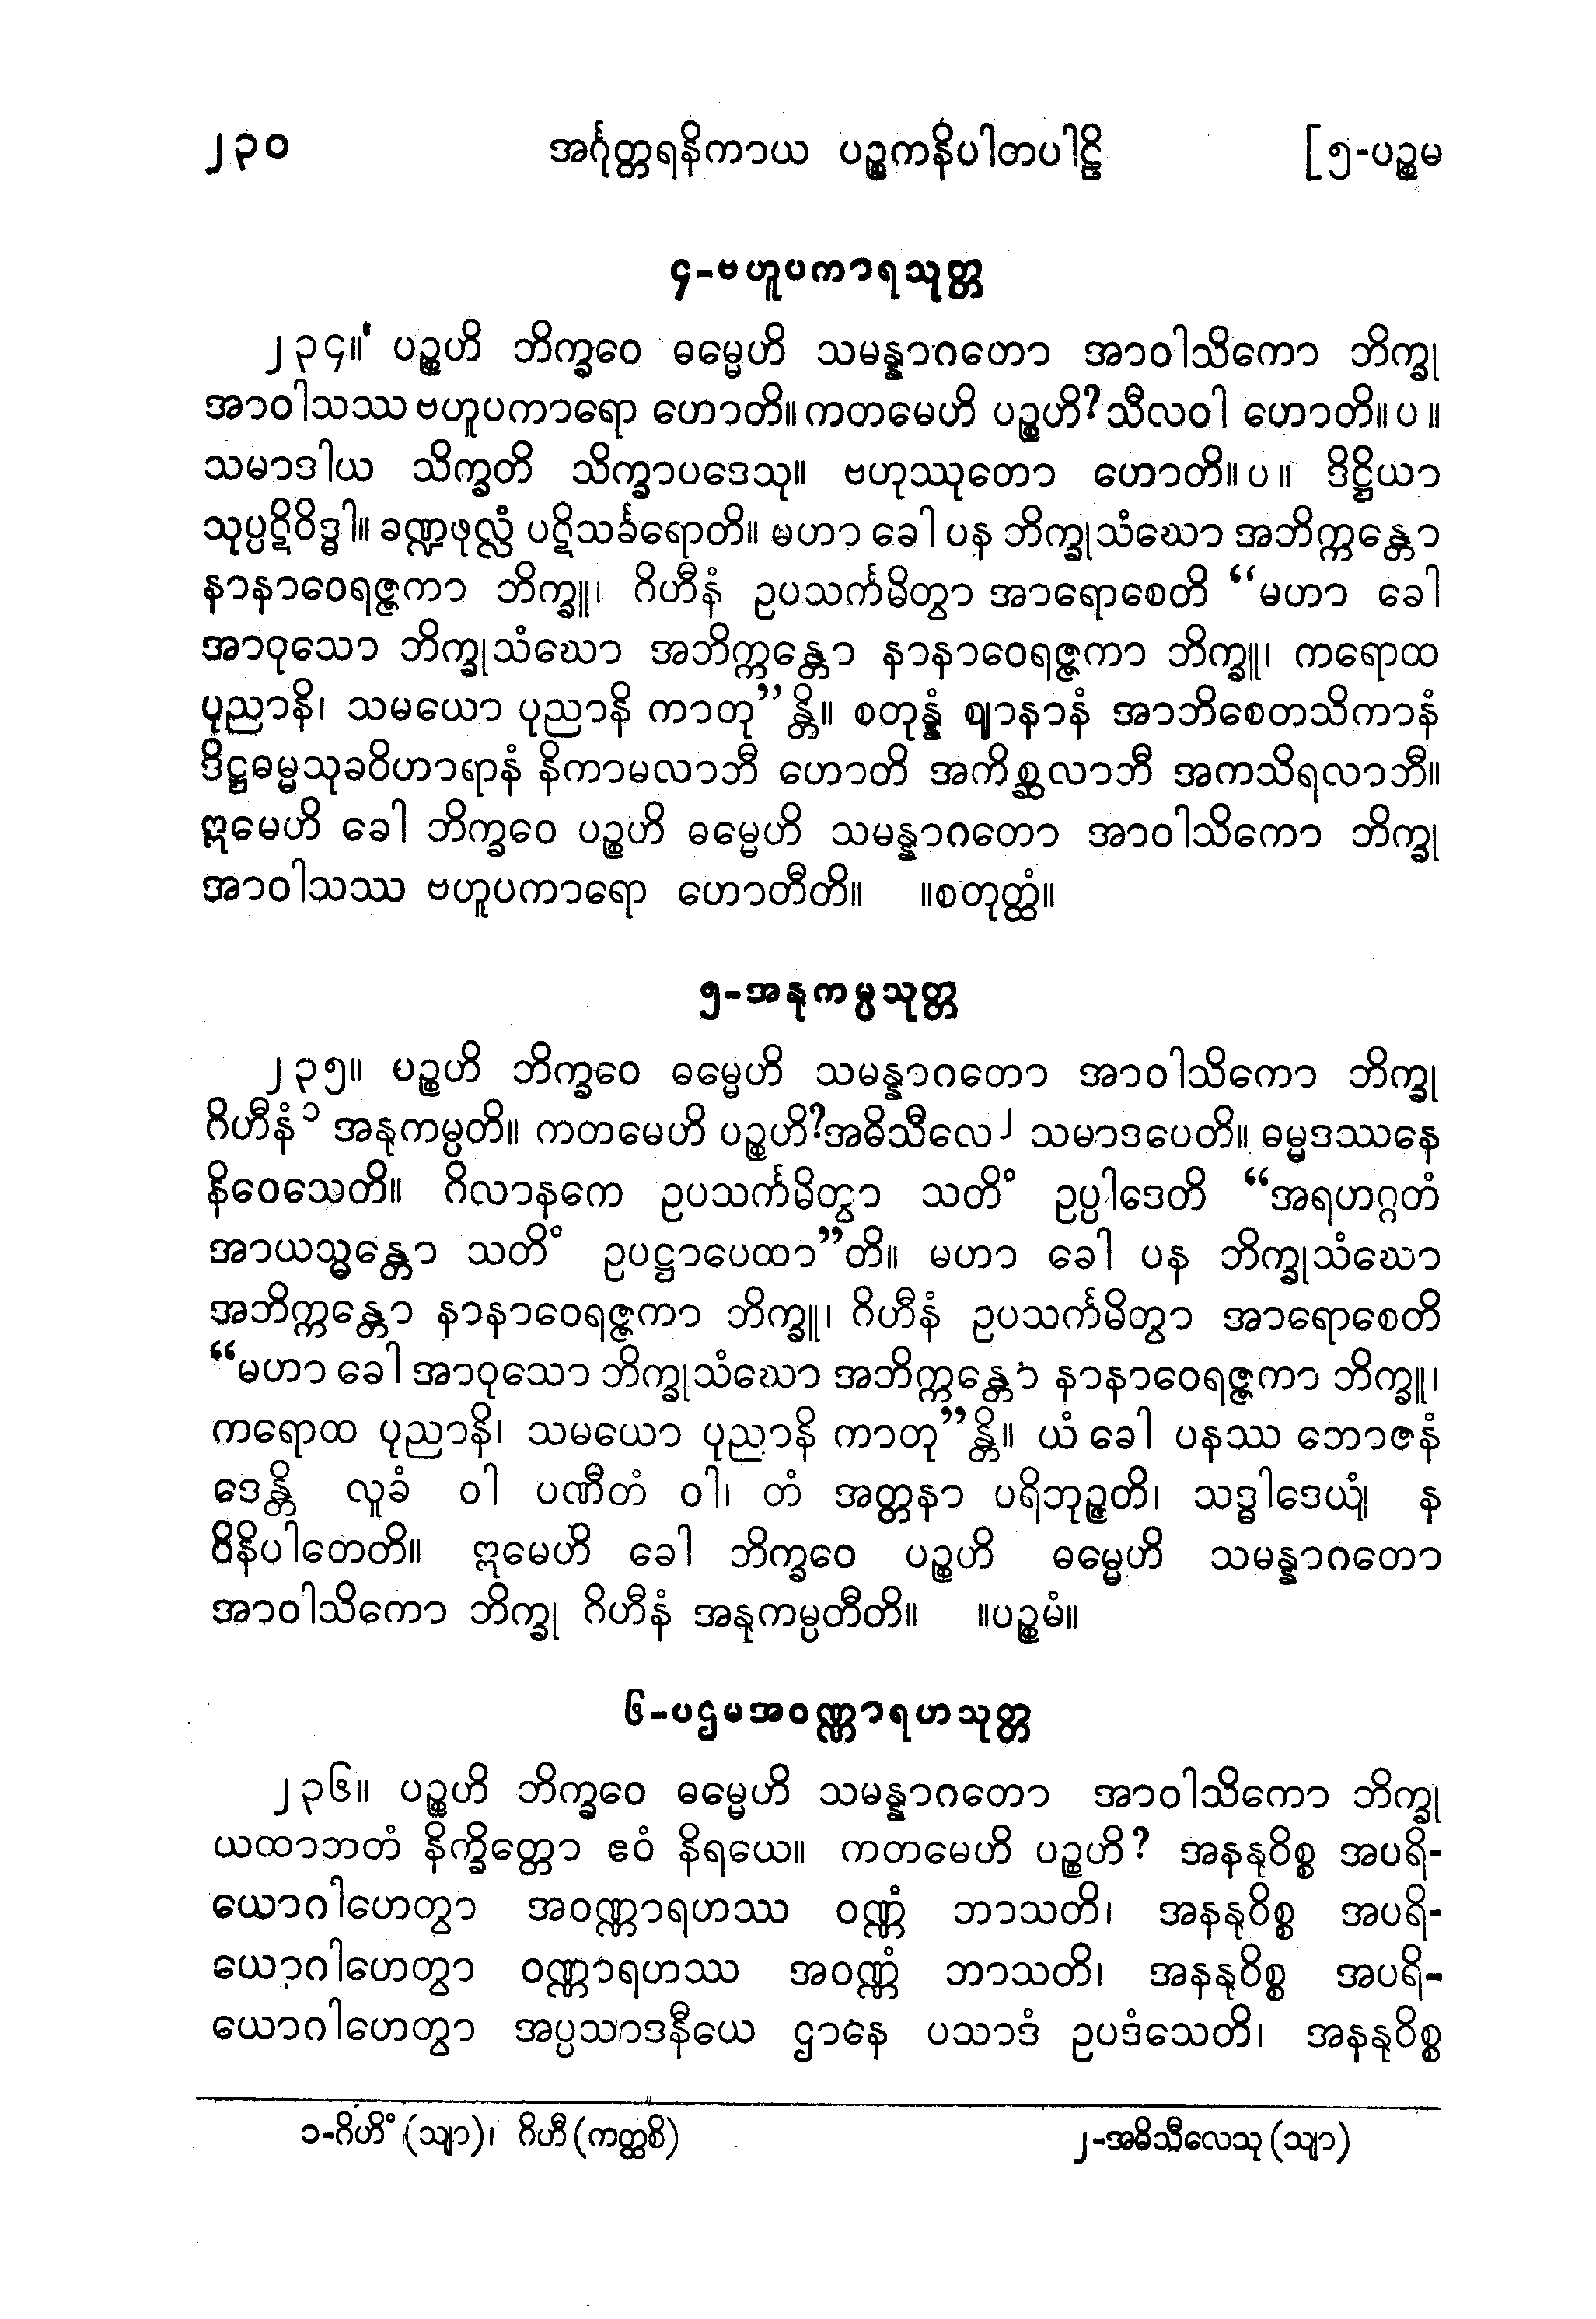 ၂၃၀ အင်္ဂုတ္တရနိကာယ ပဉ္စကနိပါတပါဠိ [၅-ပဉ္စမ
၄-ဗဟူပကာရသုတ္တ
၂၃၄။ ပဉ္စဟိ ဘိက္ခဝေ ဓမ္မေဟိ သမန္နာဂတော အာဝါသိကော ဘိက္ခု
အာဝါသဿ ဗဟူပကာရော ဟောတိ။ ကတမေဟိ ပဉ္စဟိ? သီလဝါ ဟောတိ။ ပ ။
သမာဒါယ သိက္ခတိ သိက္ခာပဒေသု။ ဗဟုဿုတော ဟောတိ။ ပ ။ ဒိဋ္ဌိယာ
သုပ္ပဋိဝိဒ္ဓါ။ ခဏ္ဍဖုလ္လံ ပဋိသင်္ခရောတိ။ မဟာ ခေါ ပန ဘိက္ခုသံဃော အဘိက္ကန္တော
နာနာဝေရဇ္ဇကာ ဘိက္ခူ၊ ဂိဟီနံ ဥပသင်္ကမိတွာ အာရောစေတိ “မဟာ ခေါ
အာဝုသော ဘိက္ခုသံဃော အဘိက္ကန္တော နာနာဝေရဇ္ဇကာ ဘိက္ခူ၊ ကရောထ
ပုညာနိ၊ သမယော ပုညာနိ ကာတု”န္တိ။ စတုန္နံ ဈာနာနံ အာဘိစေတသိကာနံ
ဒိဋ္ဌဓမ္မသုခဝိဟာရာနံ နိကာမလာဘီ ဟောတိ အကိစ္ဆလာဘီ အကသိရလာဘီ။
ဣမေဟိ ခေါ ဘိက္ခဝေ ပဉ္စဟိ ဓမ္မေဟိ သမန္နာဂတော အာဝါသိကော ဘိက္ခု
အာဝါသဿ ဗဟူပကာရော ဟောတီတိ။ ။စတုတ္ထံ။
၅-အနုကမ္ပသုတ္တ
၂၃၅။ ပဉ္စဟိ ဘိက္ခဝေ ဓမ္မေဟိ သမန္နာဂတော အာဝါသိကော ဘိက္ခု
ဂိဟီနံ၁ အနုကမ္ပတိ။ ကတမေဟိ ပဉ္စဟိ? အဓိသီလေ၂ သမာဒပေတိ။ ဓမ္မဒဿနေ
နိဝေသေတိ။ ဂိလာနကေ ဥပသင်္ကမိတွာ သတိံ ဥပ္ပါဒေတိ “အရဟဂ္ဂတံ
အာယသ္မန္တော သတိံ ဥပဋ္ဌာပေထာ”တိ။ မဟာ ခေါ ပန ဘိက္ခုသံဃော
အဘိက္ကန္တော နာနာဝေရဇ္ဇကာ ဘိက္ခူ၊ ဂိဟီနံ ဥပသင်္ကမိတွာ အာရောစေတိ
“မဟာ ခေါ အာဝုသော ဘိက္ခုသံဃော အဘိက္ကန္တော နာနာဝေရဇ္ဇကာ ဘိက္ခူ၊
ကရောထ ပုညာနိ၊ သမယော ပုညာနိ ကာတု”န္တိ။ ယံ ခေါ ပနဿ ဘောဇနံ
ဒေန္တိ လူခံ ဝါ ပဏီတံ ဝါ၊ တံ အတ္တနာ ပရိဘုဉ္ဇတိ၊ သဒ္ဓါဒေယျံ န
ဝိနိပါတေတိ။ ဣမေဟိ ခေါ ဘိက္ခဝေ ပဉ္စဟိ ဓမ္မေဟိ သမန္နာဂတော
အာဝါသိကော ဘိက္ခု ဂိဟီနံ အနုကမ္ပတီတိ။ ။ပဉ္စမံ။
၆-ပဌမအဝဏ္ဏာရဟသုတ္တ
၂၃၆။ ပဉ္စဟိ ဘိက္ခဝေ ဓမ္မေဟိ သမန္နာဂတော အာဝါသိကော ဘိက္ခု
ယထာဘတံ နိက္ခိတ္တော ဧဝံ နိရယေ။ ကတမေဟိ ပဉ္စဟိ? အနနုဝိစ္စ အပရိ-
ယောဂါဟေတွာ အဝဏ္ဏာရဟဿ ဝဏ္ဏံ ဘာသတိ၊ အနနုဝိစ္စ အပရိ-
ယောဂါဟေတွာ ဝဏ္ဏာရဟဿ အဝဏ္ဏံ ဘာသတိ၊ အနနုဝိစ္စ အပရိ-
ယောဂါဟေတွာ အပ္ပသာဒနီယေ ဌာနေ ပသာဒံ ဥပဒံသေတိ၊ အနနုဝိစ္စ
၁-ဂိဟိံ (သျာ)၊ ဂိဟီ (ကတ္ထစိ) ၂-အဓိသီလေသု (သျာ)